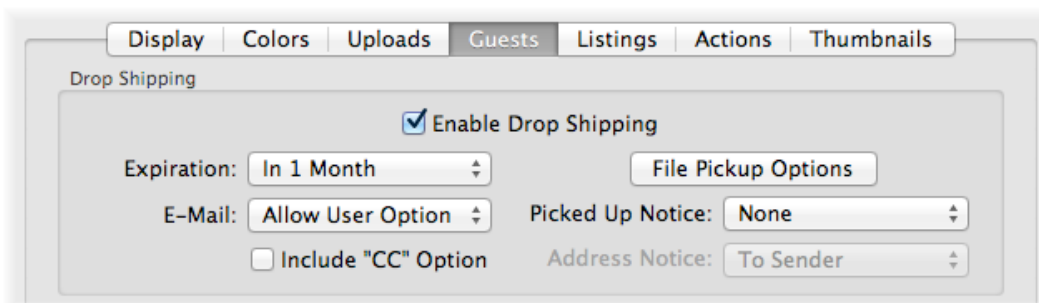 Display Colors Uploads Guests Listings Actions Thumbnails
Drop Shipping
Enable Drop Shipping
Expiration: In 1 Month File Pickup Options
E-Mail: Allow User Option Picked Up Notice: None
Include "CC" Option Address Notice: To Sender